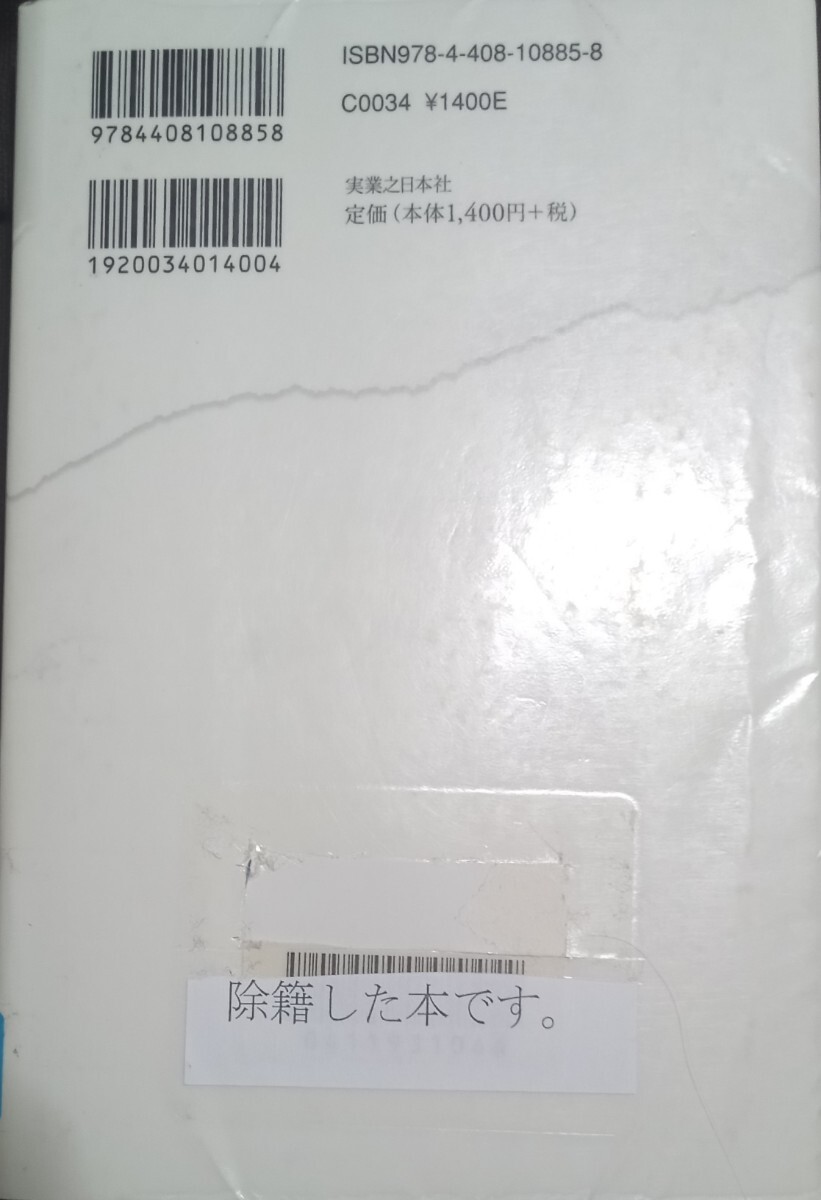 ISBN978-4-408-10885-8
C0034 ¥1400E
9784408108858
実業之日本社
定価(本体1,400円+税)
1920034014004
除籍した本です。